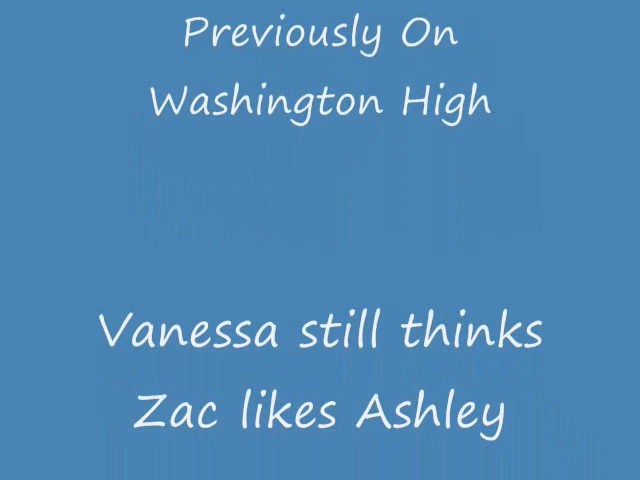 Previously On
Washington High
Vanessa still thinks
Zac likes Ashley